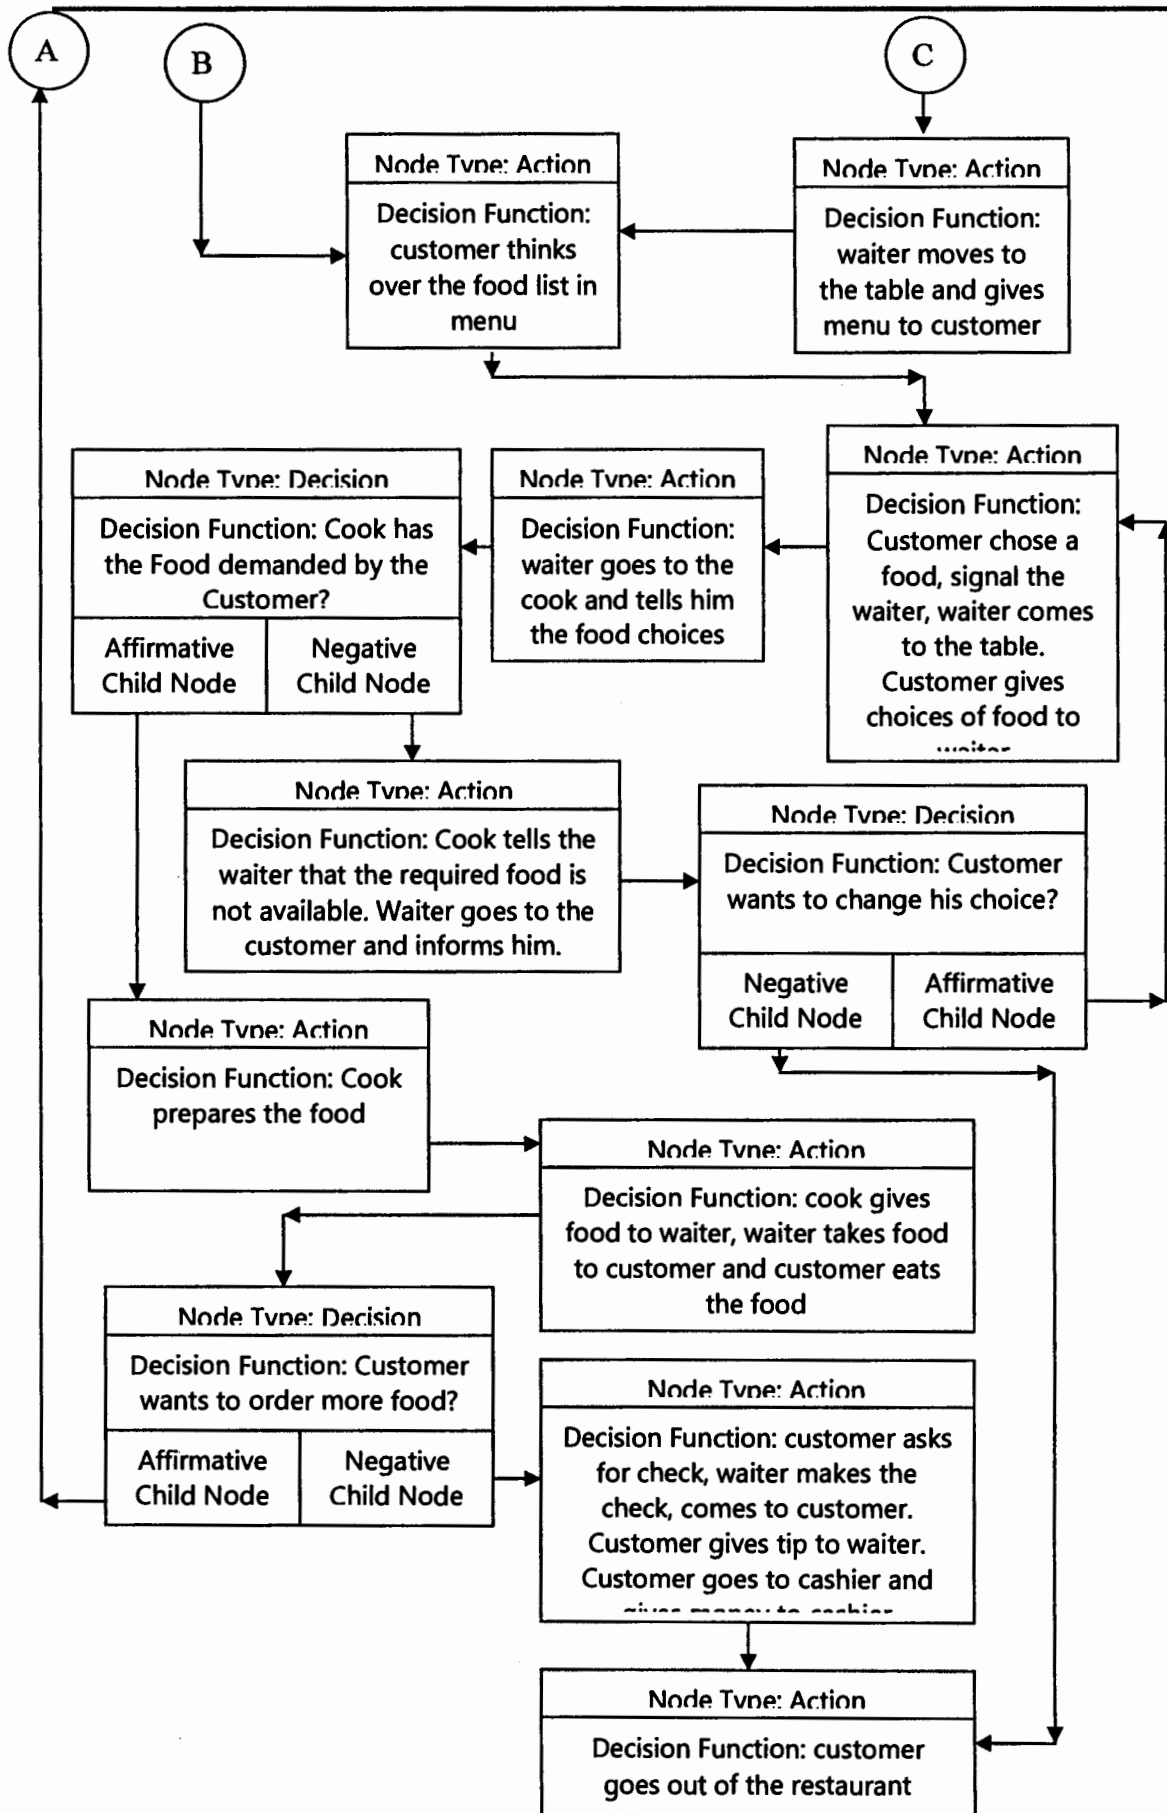 A
B
C
Node Type: Action
Decision Function:
customer thinks
over the food list in
menu
Node Type: Action
Decision Function:
waiter moves to
the table and gives
menu to customer
Node Type: Decision
Decision Function: Cook has
the Food demanded by the
Customer?
Affirmative
Child Node
Negative
Child Node
Node Type: Action
Decision Function:
waiter goes to the
cook and tells him
the food choices
Node Type: Action
Decision Function:
Customer chose a
food, signal the
waiter, waiter comes
to the table.
Customer gives
choices of food to
waiter
Node Type: Action
Decision Function: Cook tells the
waiter that the required food is
not available. Waiter goes to the
customer and informs him.
Node Type: Decision
Decision Function: Customer
wants to change his choice?
Negative
Child Node
Affirmative
Child Node
Node Type: Action
Decision Function: Cook
prepares the food
Node Type: Action
Decision Function: cook gives
food to waiter, waiter takes food
to customer and customer eats
the food
Node Type: Decision
Decision Function: Customer
wants to order more food?
Affirmative
Child Node
Negative
Child Node
Node Type: Action
Decision Function: customer asks
for check, waiter makes the
check, comes to customer.
Customer gives tip to waiter.
Customer goes to cashier and
gives money to cashier
Node Type: Action
Decision Function: customer
goes out of the restaurant